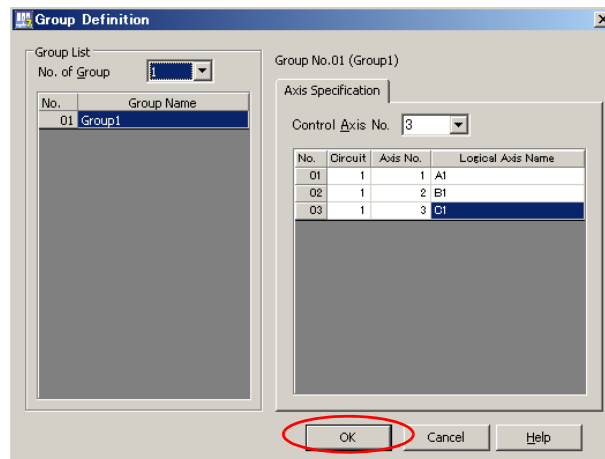 Group Definition
Group List
No. of Group 1
No. Group Name
01 Group1
Group No.01 (Group1)
Axis Specification
Control Axis No. 3
No. Circuit Axis No. Logical Axis Name
01 1 1 A1
02 1 2 B1
03 1 3 C1
OK Cancel Help